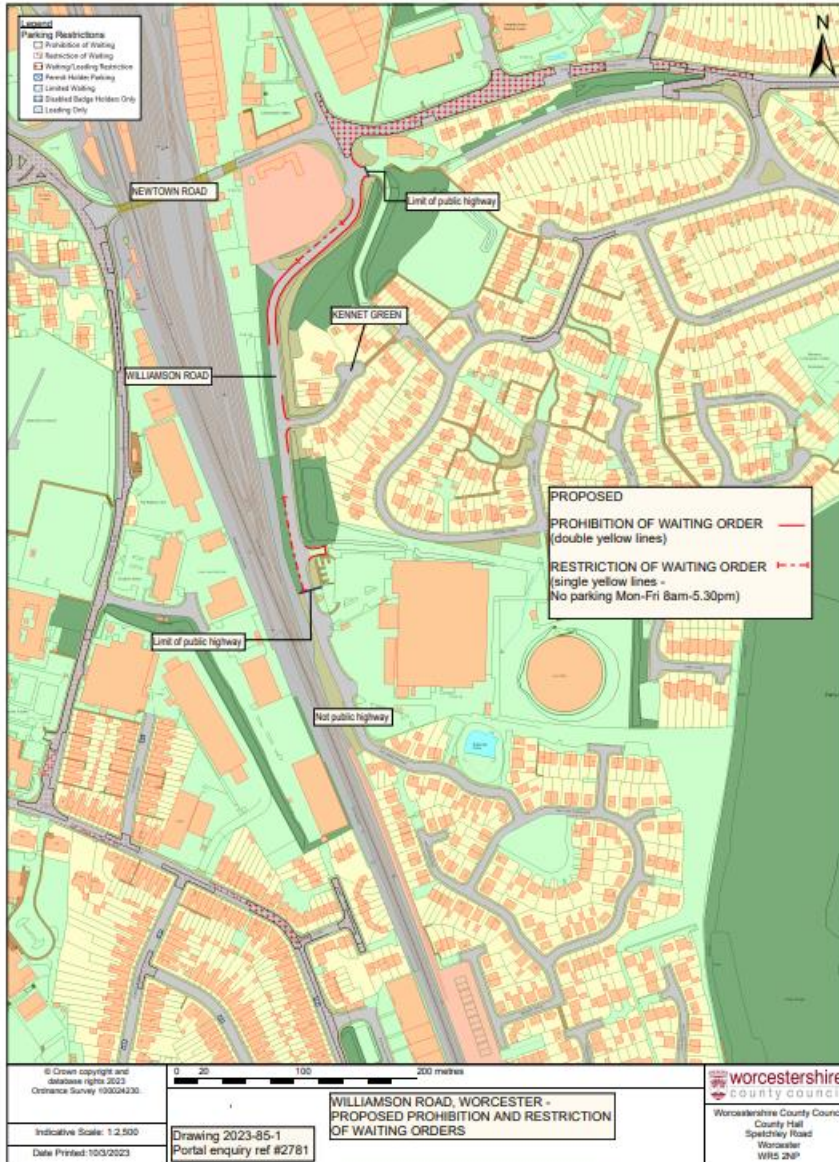 Legend
Parking Restrictions
Prohibition of Waiting
Restriction of Waiting
Waiting/Loading Restriction
Permit Holder Parking
Limited Waiting
Disabled Badge Holders Only
Loading Only
N
NEWTOWN ROAD
Limit of public highway
KENNET GREEN
WILLIAMSON ROAD
PROPOSED
PROHIBITION OF WAITING ORDER
(double yellow lines)
RESTRICTION OF WAITING ORDER
(single yellow lines -
No parking Mon-Fri 8am-5.30pm)
Limit of public highway
Not public highway
© Crown copyright and
database rights 2023
Ordnance Survey 100024230.
Indicative Scale: 1:2,500
Date Printed:10/3/2023
0 20 100 200 metres
WILLIAMSON ROAD, WORCESTER -
PROPOSED PROHIBITION AND RESTRICTION
OF WAITING ORDERS
Drawing 2023-85-1
Portal enquiry ref #2781
worcestershire
county council
Worcestershire County Counc
County Hall
Spetchley Road
Worcester
WR5 2NP